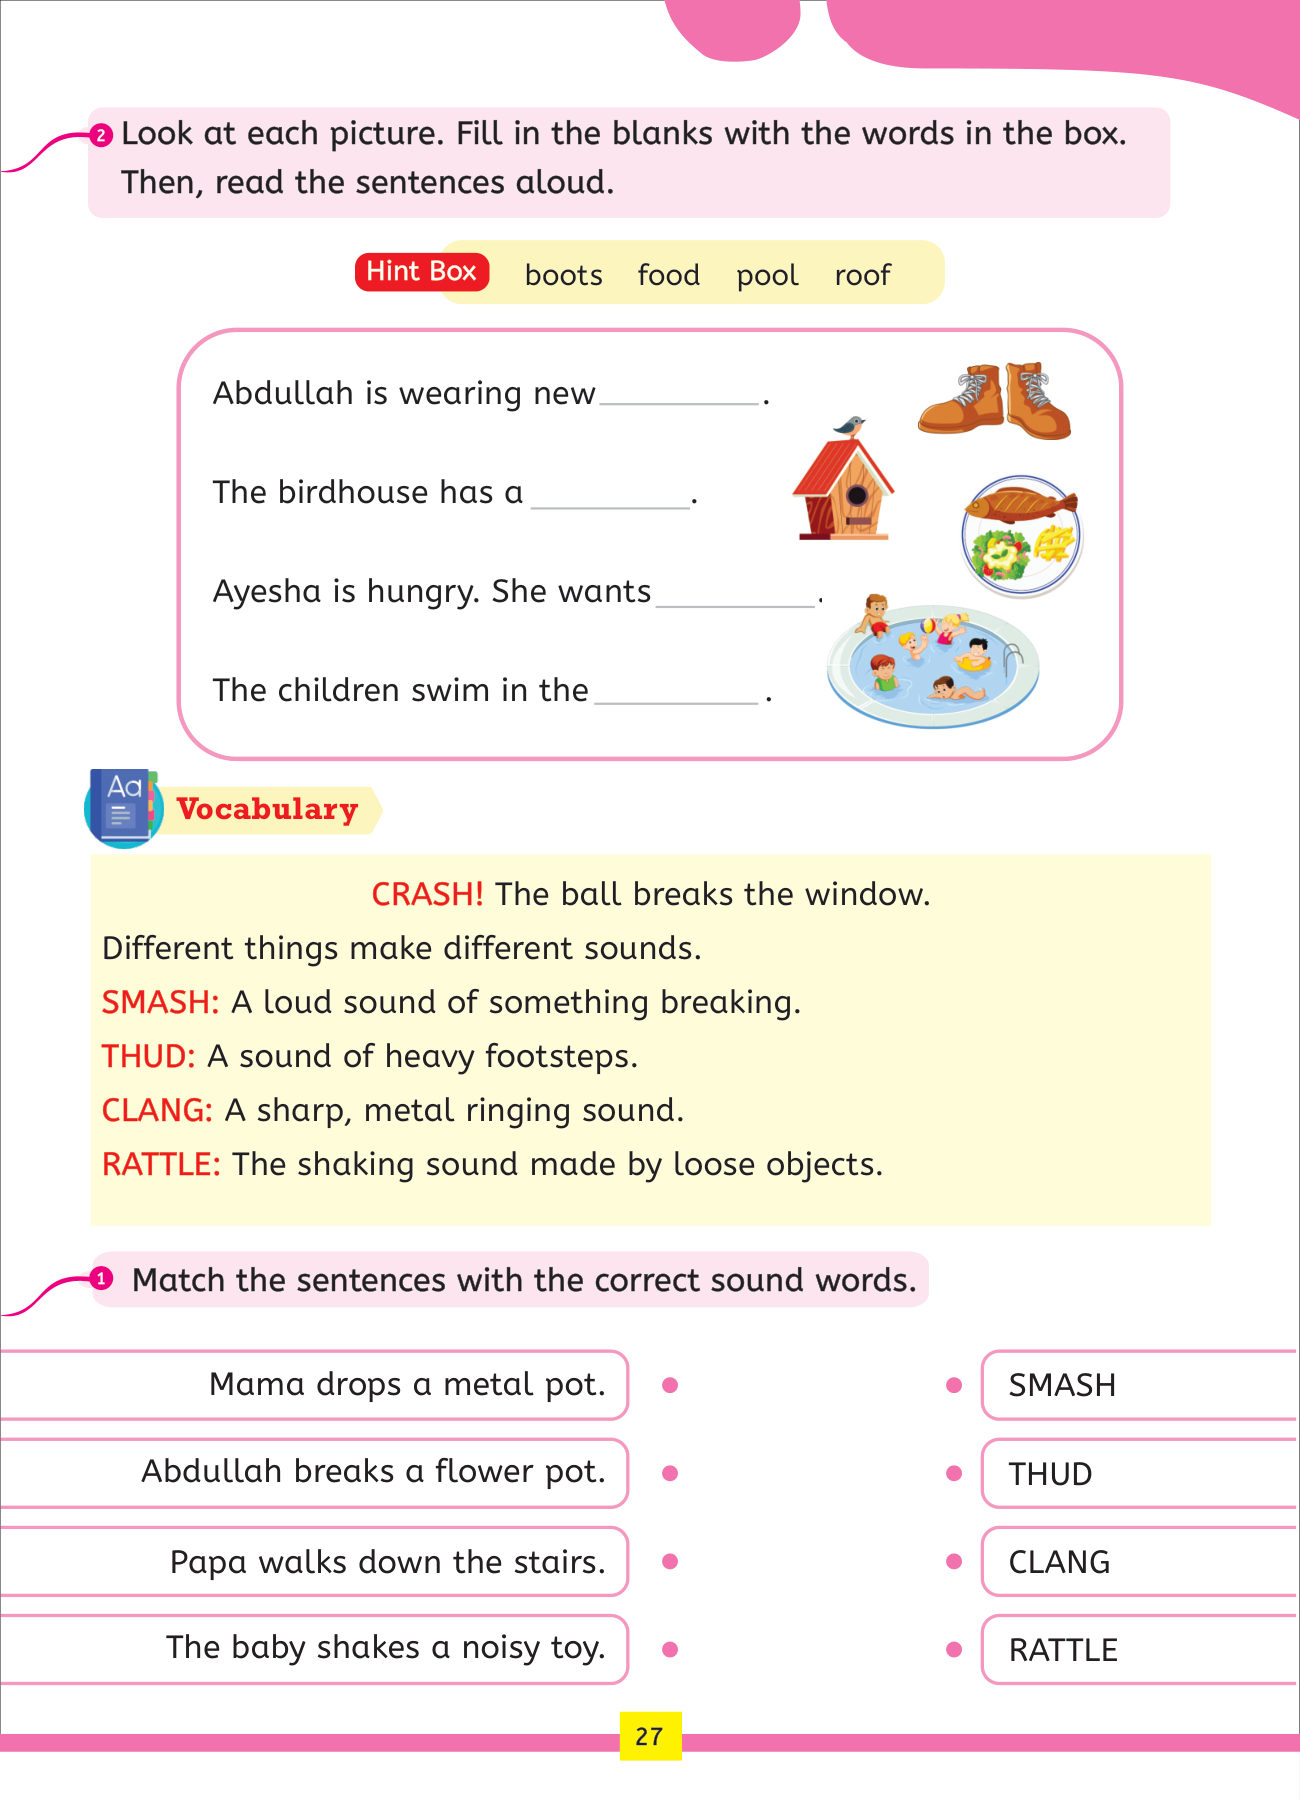 2 Look at each picture. Fill in the blanks with the words in the box.
Then, read the sentences aloud.
Hint Box boots food pool roof
Abdullah is wearing new __________.
The birdhouse has a __________.
Ayesha is hungry. She wants __________.
The children swim in the __________.
Aa
Vocabulary
CRASH! The ball breaks the window.
Different things make different sounds.
SMASH: A loud sound of something breaking.
THUD: A sound of heavy footsteps.
CLANG: A sharp, metal ringing sound.
RATTLE: The shaking sound made by loose objects.
1 Match the sentences with the correct sound words.
Mama drops a metal pot. SMASH
Abdullah breaks a flower pot. THUD
Papa walks down the stairs. CLANG
The baby shakes a noisy toy. RATTLE
27